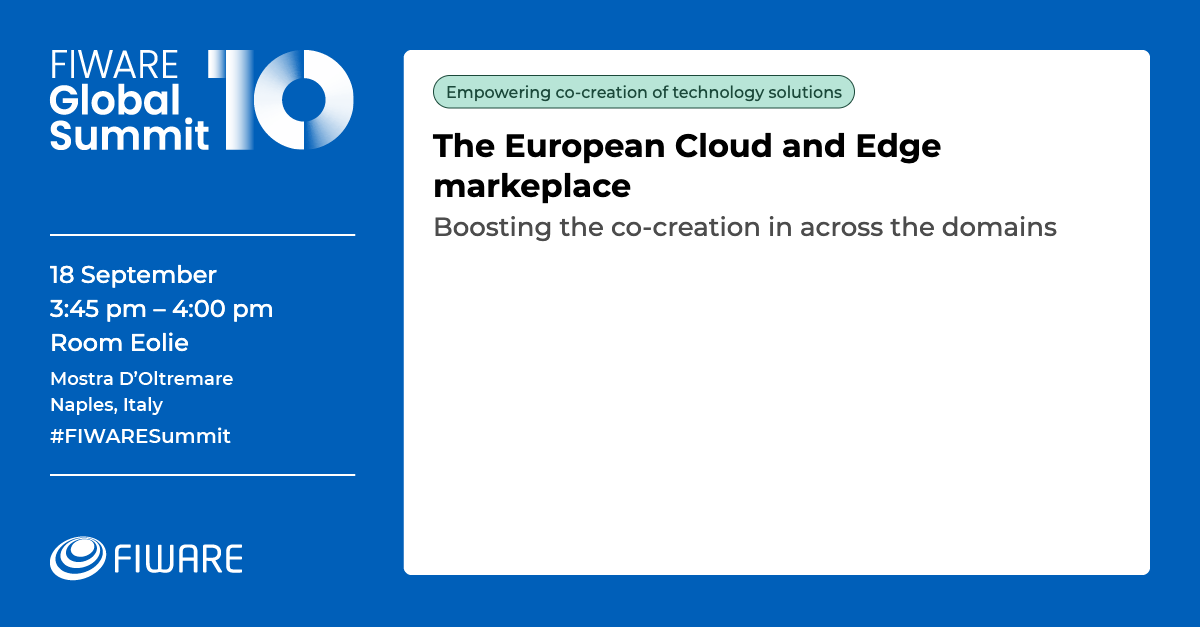 FIWARE
Global
Summit
10
18 September
3:45 pm – 4:00 pm
Room Eolie
Mostra D’Oltremare
Naples, Italy
#FIWARESummit
FIWARE
Empowering co-creation of technology solutions
The European Cloud and Edge
markeplace
Boosting the co-creation in across the domains